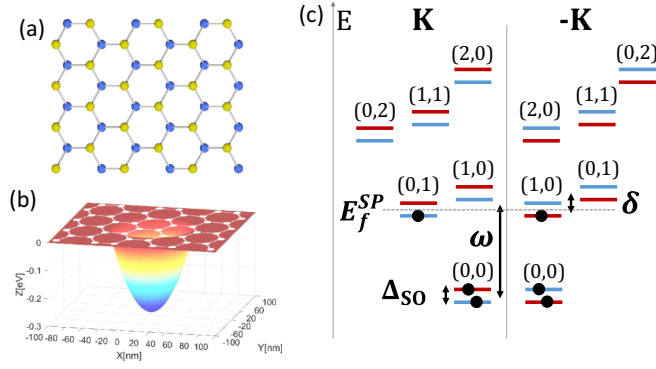 (a)
(b)
Z[eV]
0
-0.1
-0.2
-0.3
-100 -80 -60 -40 -20 0 20 40 60 80 100
X[nm]
100
60
20
-20
-60
-100
Y[nm]
(c)
E
K
-K
(2,0)
(0,2)
(1,1)
(1,1)
(0,2)
(2,0)
(1,0)
(0,1)
(0,1)
(1,0)
E_f^{SP}
δ
ω
(0,0)
(0,0)
Δ_{SO}